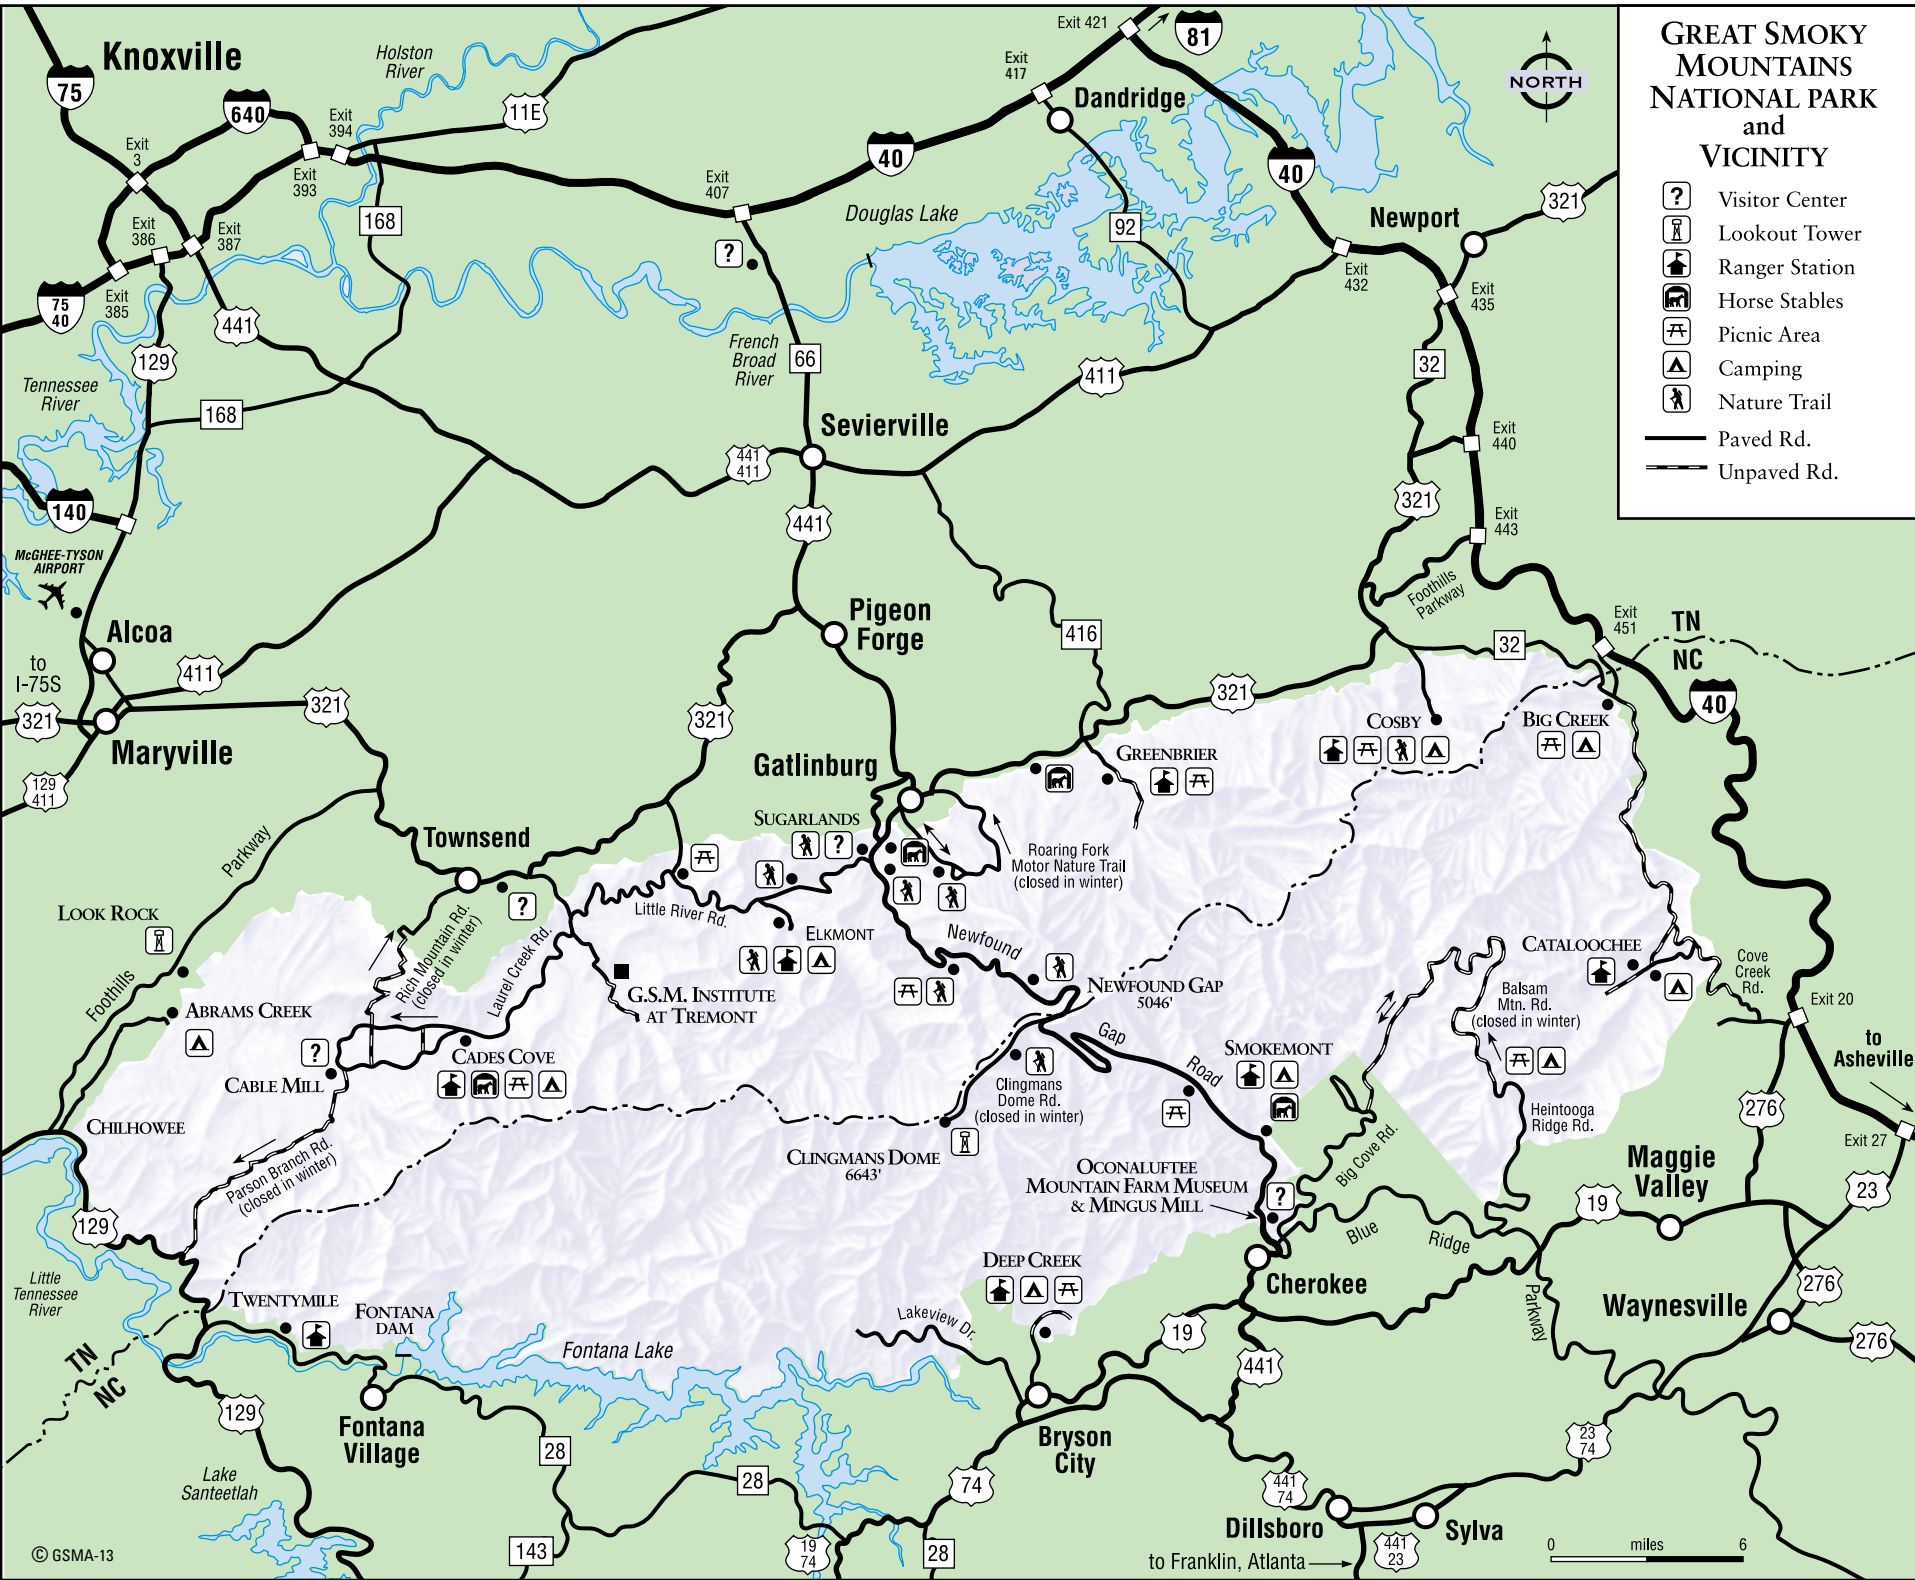 GREAT SMOKY
MOUNTAINS
NATIONAL PARK
and
VICINITY
? Visitor Center
Lookout Tower
Ranger Station
Horse Stables
Picnic Area
Camping
Nature Trail
Paved Rd.
Unpaved Rd.
NORTH
Knoxville
75
640
Holston
River
11E
Exit
394
Exit
3
Exit
393
Exit
386
Exit
387
Exit
385
75
40
168
441
129
Tennessee
River
168
140
McGHEE-TYSON
AIRPORT
Alcoa
to
I-75S
321
411
321
Maryville
129
411
Exit 421
81
Exit
417
Dandridge
40
40
Exit
407
?
Douglas Lake
92
Newport
321
Exit
432
Exit
435
French
Broad
River
66
411
32
Sevierville
441
411
441
Exit
440
321
Exit
443
Foothills
Parkway
Pigeon
Forge
416
Exit
451
TN
NC
32
40
321
321
Gatlinburg
COSBY
BIG CREEK
GREENBRIER
Townsend
?
Parkway
Foothills
LOOK ROCK
SUGARLANDS
?
Roaring Fork
Motor Nature Trail
(closed in winter)
Little River Rd.
ELKMONT
Newfound
Gap
Road
NEWFOUND GAP
5046'
Rich Mountain Rd.
(closed in winter)
Laurel Creek Rd.
G.S.M. INSTITUTE
AT TREMONT
ABRAMS CREEK
?
CABLE MILL
CADES COVE
CHILHOWEE
Parson Branch Rd.
(closed in winter)
Clingmans
Dome Rd.
(closed in winter)
CLINGMANS DOME
6643'
SMOKEMONT
CATALOOCHEE
Cove
Creek
Rd.
Balsam
Mtn. Rd.
(closed in winter)
Heintooga
Ridge Rd.
Exit 20
to
Asheville
276
Exit 27
23
Big Cove Rd.
OCONALUFTEE
MOUNTAIN FARM MUSEUM
& MINGUS MILL
?
Blue
Ridge
Parkway
Maggie
Valley
19
Cherokee
Waynesville
276
276
129
Little
Tennessee
River
TWENTYMILE
FONTANA
DAM
Fontana Lake
DEEP CREEK
Lakeview Dr.
19
441
TN
NC
129
Fontana
Village
28
28
Lake
Santeetlah
143
19
74
28
74
Bryson
City
441
74
Dillsboro
Sylva
23
74
441
23
to Franklin, Atlanta
0 miles 6
© GSMA-13